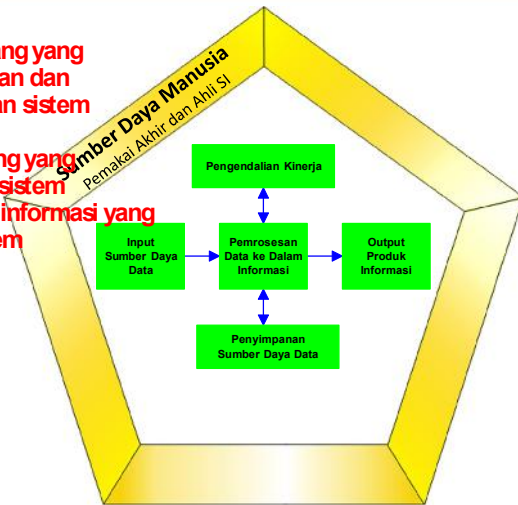 ang yang
an dan
an sistem
ng yang
sistem
informasi yang
em
Sumber Daya Manusia
Pemakai Akhir dan Ahli SI
Pengendalian Kinerja
Input
Sumber Daya
Data
Pemrosesan
Data ke Dalam
Informasi
Output
Produk
Informasi
Penyimpanan
Sumber Daya Data